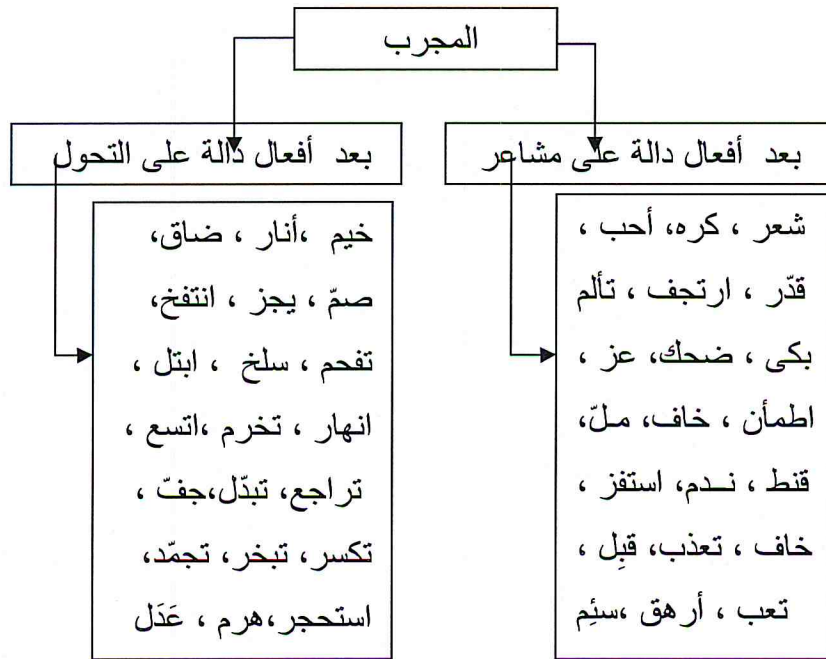 المجرب
بعد أفعال دالة على مشاعر
شعر ، كره، أحب ،
قدّر ، ارتجف ، تألم
بكى ، ضحك، عز ،
اطمأن ، خاف، ملّ،
قنط ، ندم، استفز ،
خاف ، تعذب، قبِل ،
تعب ، أرهق ،سئِم
بعد أفعال دالة على التحول
خيم ،أنار ، ضاق،
صمّ ، يجز ، انتفخ،
تفحم ، سلخ ، ابتل ،
انهار ، تخرم ،اتسع ،
تراجع، تبدّل،جفّ ،
تكسر، تبخر، تجمّد،
استحجر،هرم ، عَدَل